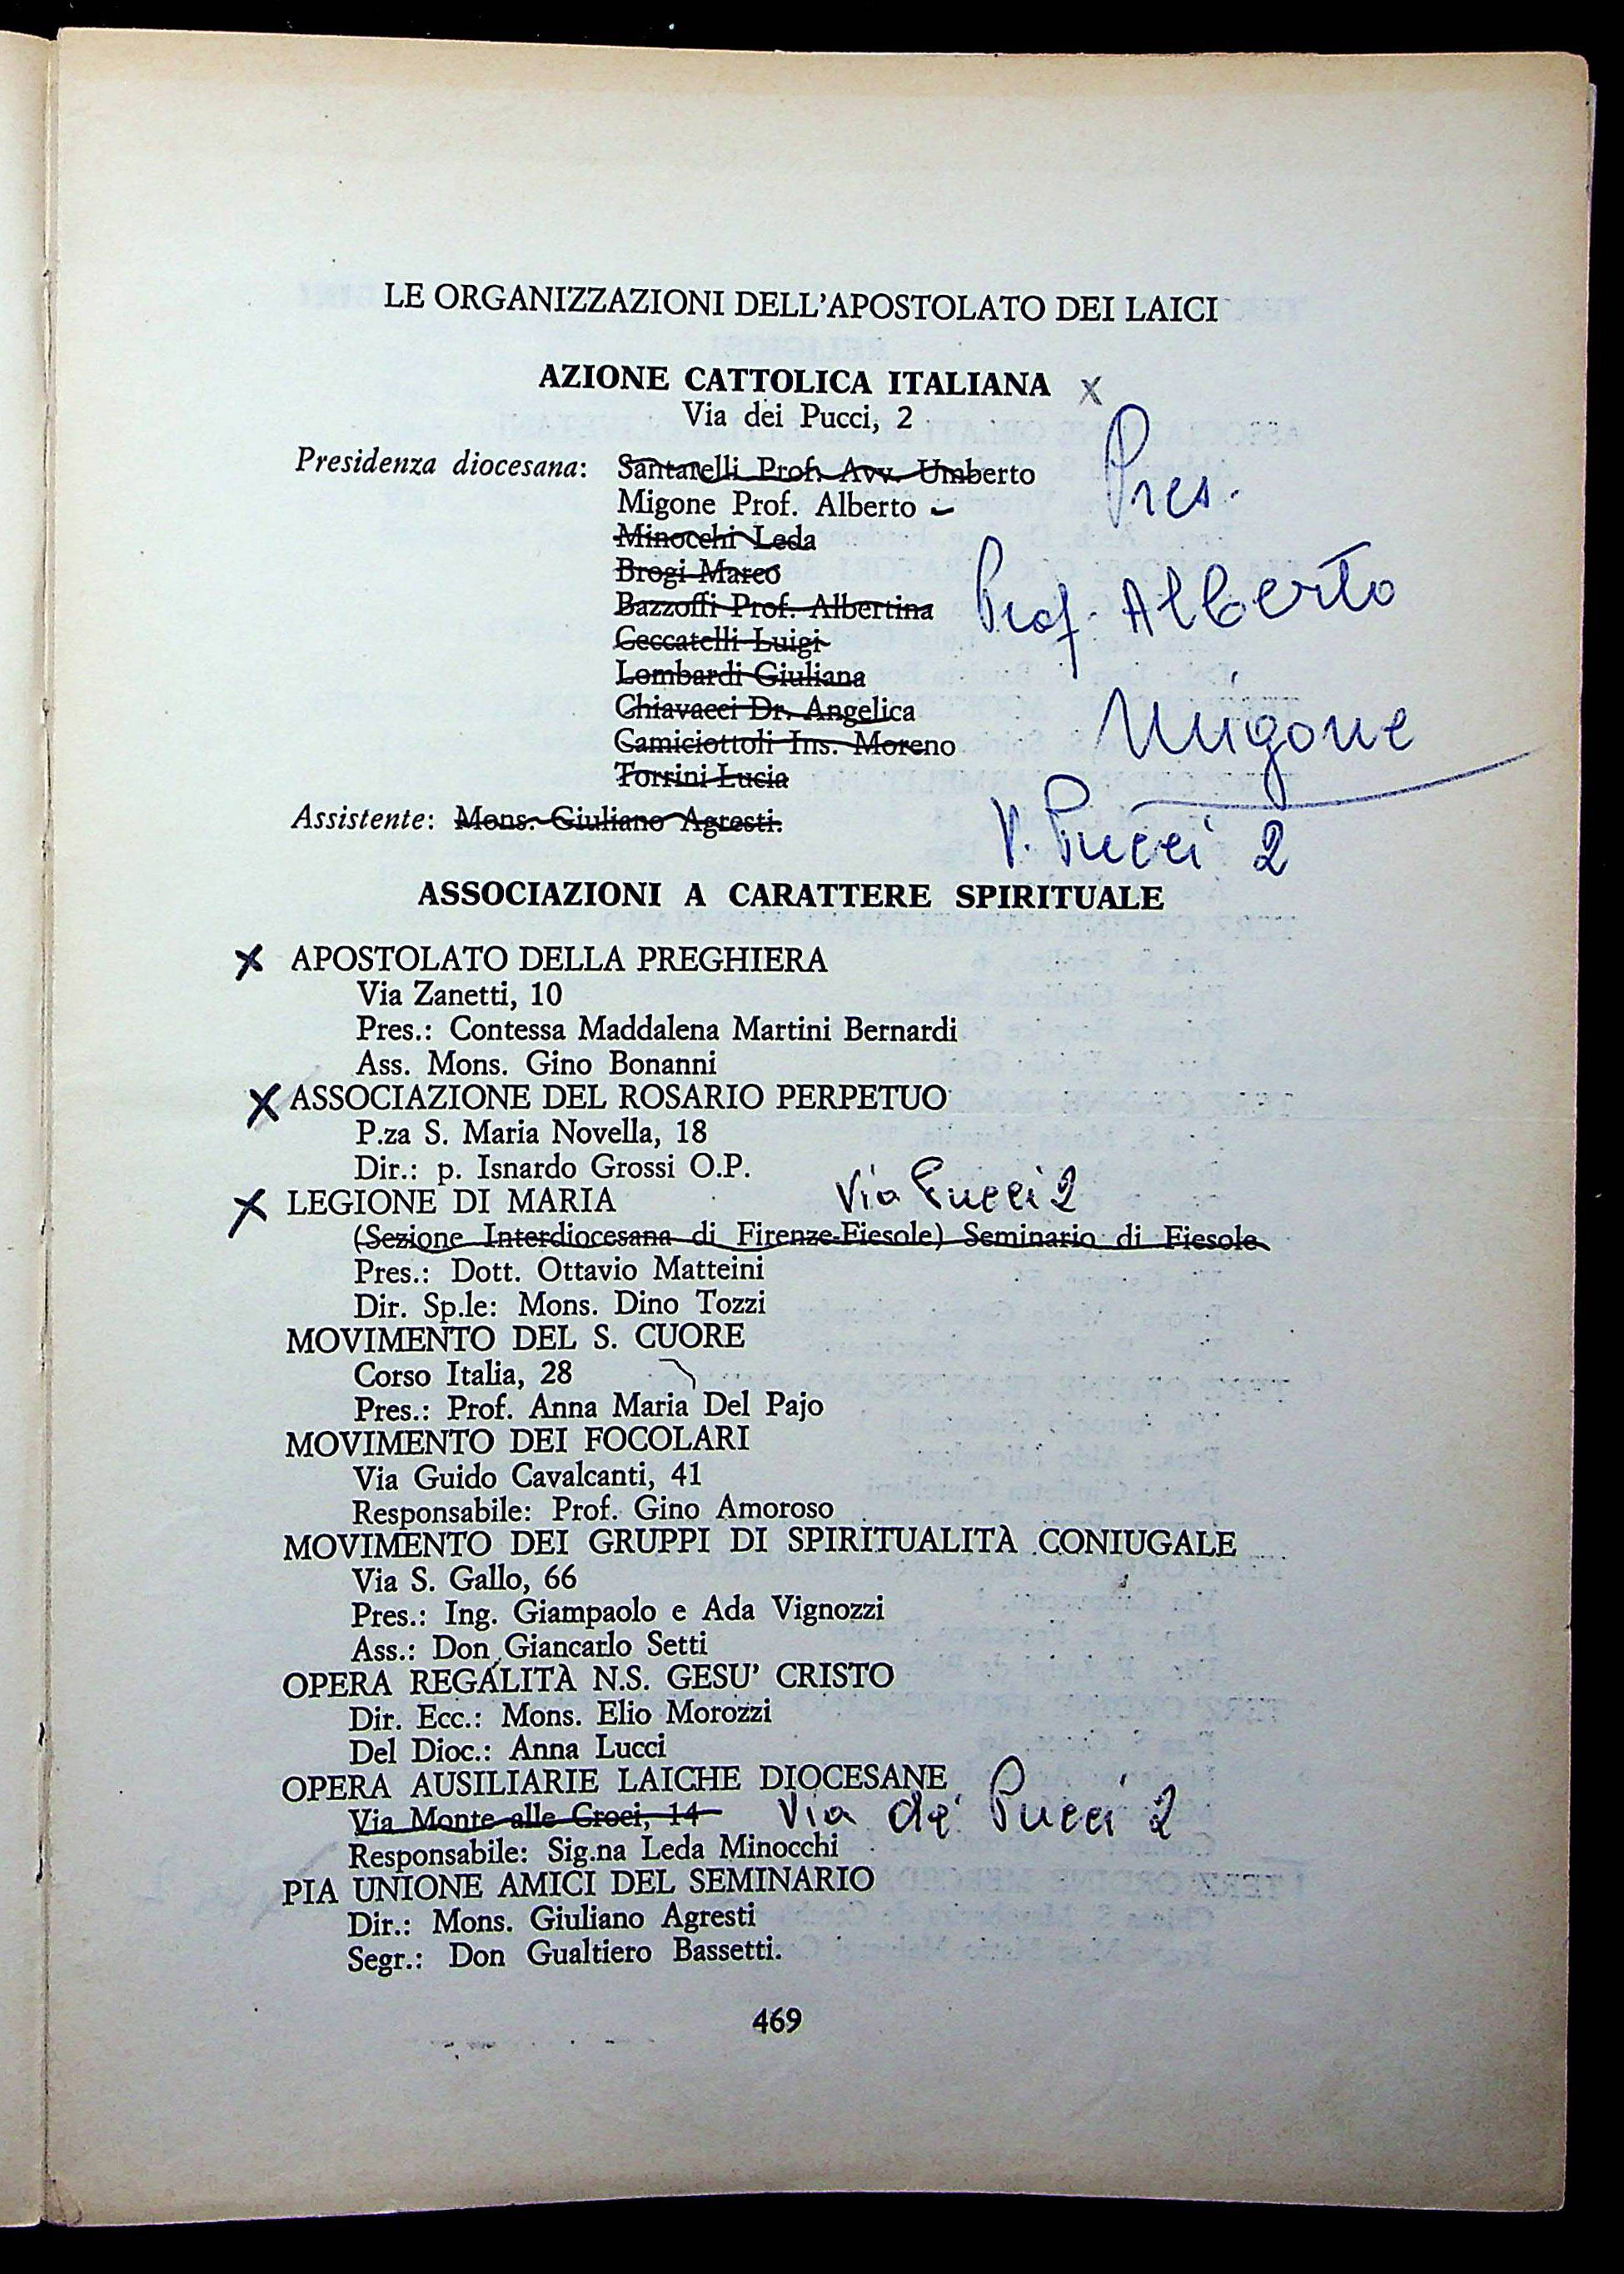 LE ORGANIZZAZIONI DELL'APOSTOLATO DEI LAICI
AZIONE CATTOLICA ITALIANA X
Via dei Pucci, 2
Presidenza diocesana: Santarelli Prof. Avv. Umberto
Migone Prof. Alberto
Minocchi Leda
Brogi Marco
Bazzoffi Prof. Albertina
Ceccatelli Luigi
Lombardi Giuliana
Chiavacci Dr. Angelica
Camiciottoli Ins. Moreno
Torrini Lucia
Assistente: Mons. Giuliano Agresti.
Pres.
Prof. Alberto
Migone
V. Pucci 2
ASSOCIAZIONI A CARATTERE SPIRITUALE
X APOSTOLATO DELLA PREGHIERA
Via Zanetti, 10
Pres.: Contessa Maddalena Martini Bernardi
Ass. Mons. Gino Bonanni
X ASSOCIAZIONE DEL ROSARIO PERPETUO
P.za S. Maria Novella, 18
Dir.: p. Isnardo Grossi O.P.
X LEGIONE DI MARIA Via Pucci 2
(Sezione Interdiocesana di Firenze-Fiesole) Seminario di Fiesole
Pres.: Dott. Ottavio Matteini
Dir. Sp.le: Mons. Dino Tozzi
MOVIMENTO DEL S. CUORE
Corso Italia, 28
Pres.: Prof. Anna Maria Del Pajo
MOVIMENTO DEI FOCOLARI
Via Guido Cavalcanti, 41
Responsabile: Prof. Gino Amoroso
MOVIMENTO DEI GRUPPI DI SPIRITUALITÀ CONIUGALE
Via S. Gallo, 66
Pres.: Ing. Giampaolo e Ada Vignozzi
Ass.: Don Giancarlo Setti
OPERA REGALITÀ N.S. GESU' CRISTO
Dir. Ecc.: Mons. Elio Morozzi
Del Dioc.: Anna Lucci
OPERA AUSILIARIE LAICHE DIOCESANE
Via Monte alle Croci, 14 Via de' Pucci 2
Responsabile: Sig.na Leda Minocchi
PIA UNIONE AMICI DEL SEMINARIO
Dir.: Mons. Giuliano Agresti
Segr.: Don Gualtiero Bassetti.
469